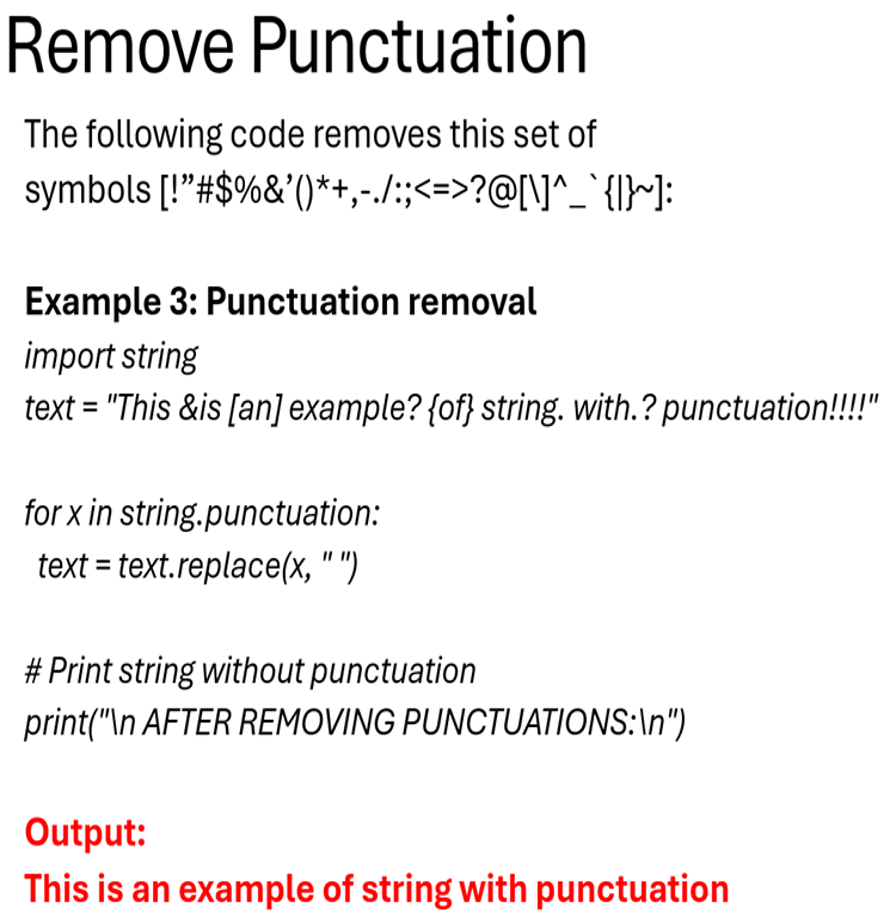 Remove Punctuation
The following code removes this set of
symbols [!”#$%&’()*+,-./:;<=>?@[\]^_`{|}~]:
Example 3: Punctuation removal
import string
text = "This &is [an] example? {of} string. with.? punctuation!!!!"
for x in string.punctuation:
text = text.replace(x, " ")
# Print string without punctuation
print("\n AFTER REMOVING PUNCTUATIONS:\n")
Output:
This is an example of string with punctuation